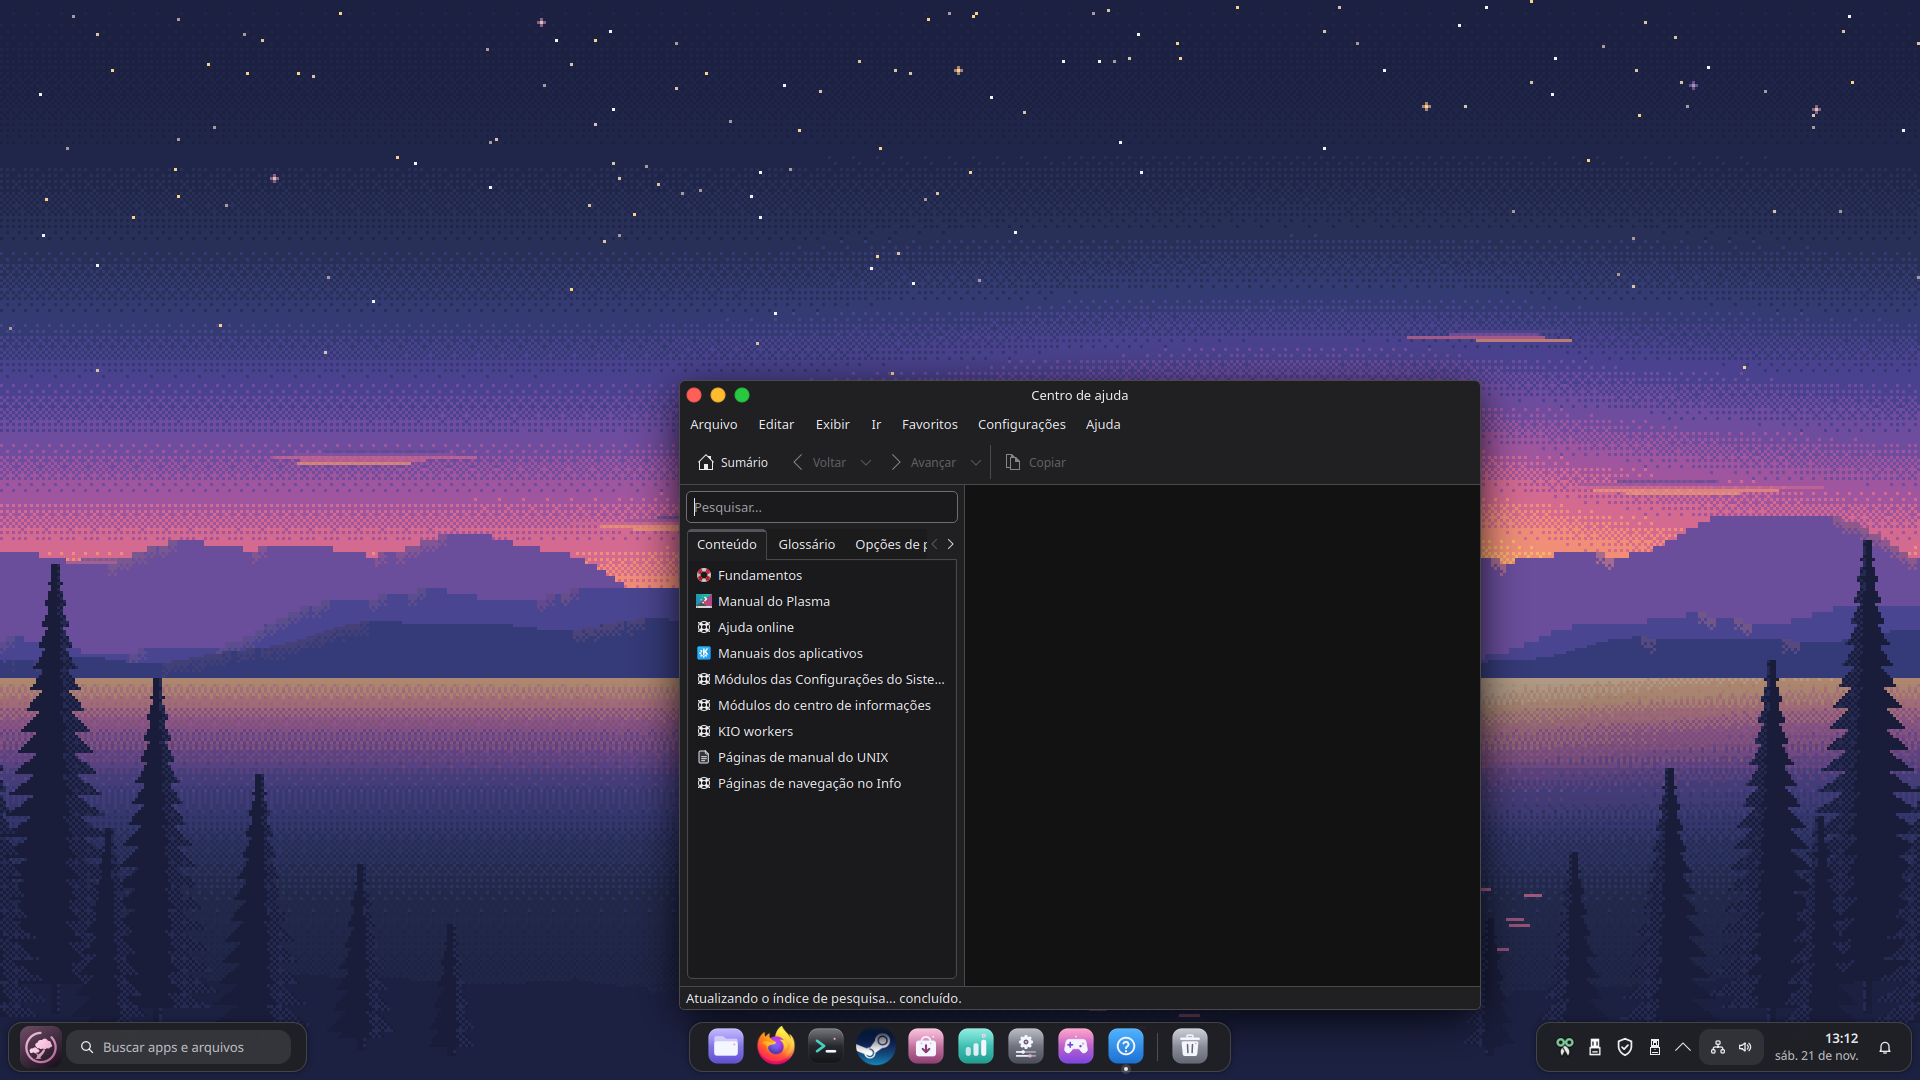 Centro de ajuda
Arquivo Editar Exibir Ir Favoritos Configurações Ajuda
Sumário Voltar Avançar Copiar
Pesquisar...
Conteúdo Glossário Opções de p
Fundamentos
Manual do Plasma
Ajuda online
Manuais dos aplicativos
Módulos das Configurações do Siste...
Módulos do centro de informações
KIO workers
Páginas de manual do UNIX
Páginas de navegação no Info
Atualizando o índice de pesquisa... concluído.
Buscar apps e arquivos
13:12
sáb. 21 de nov.